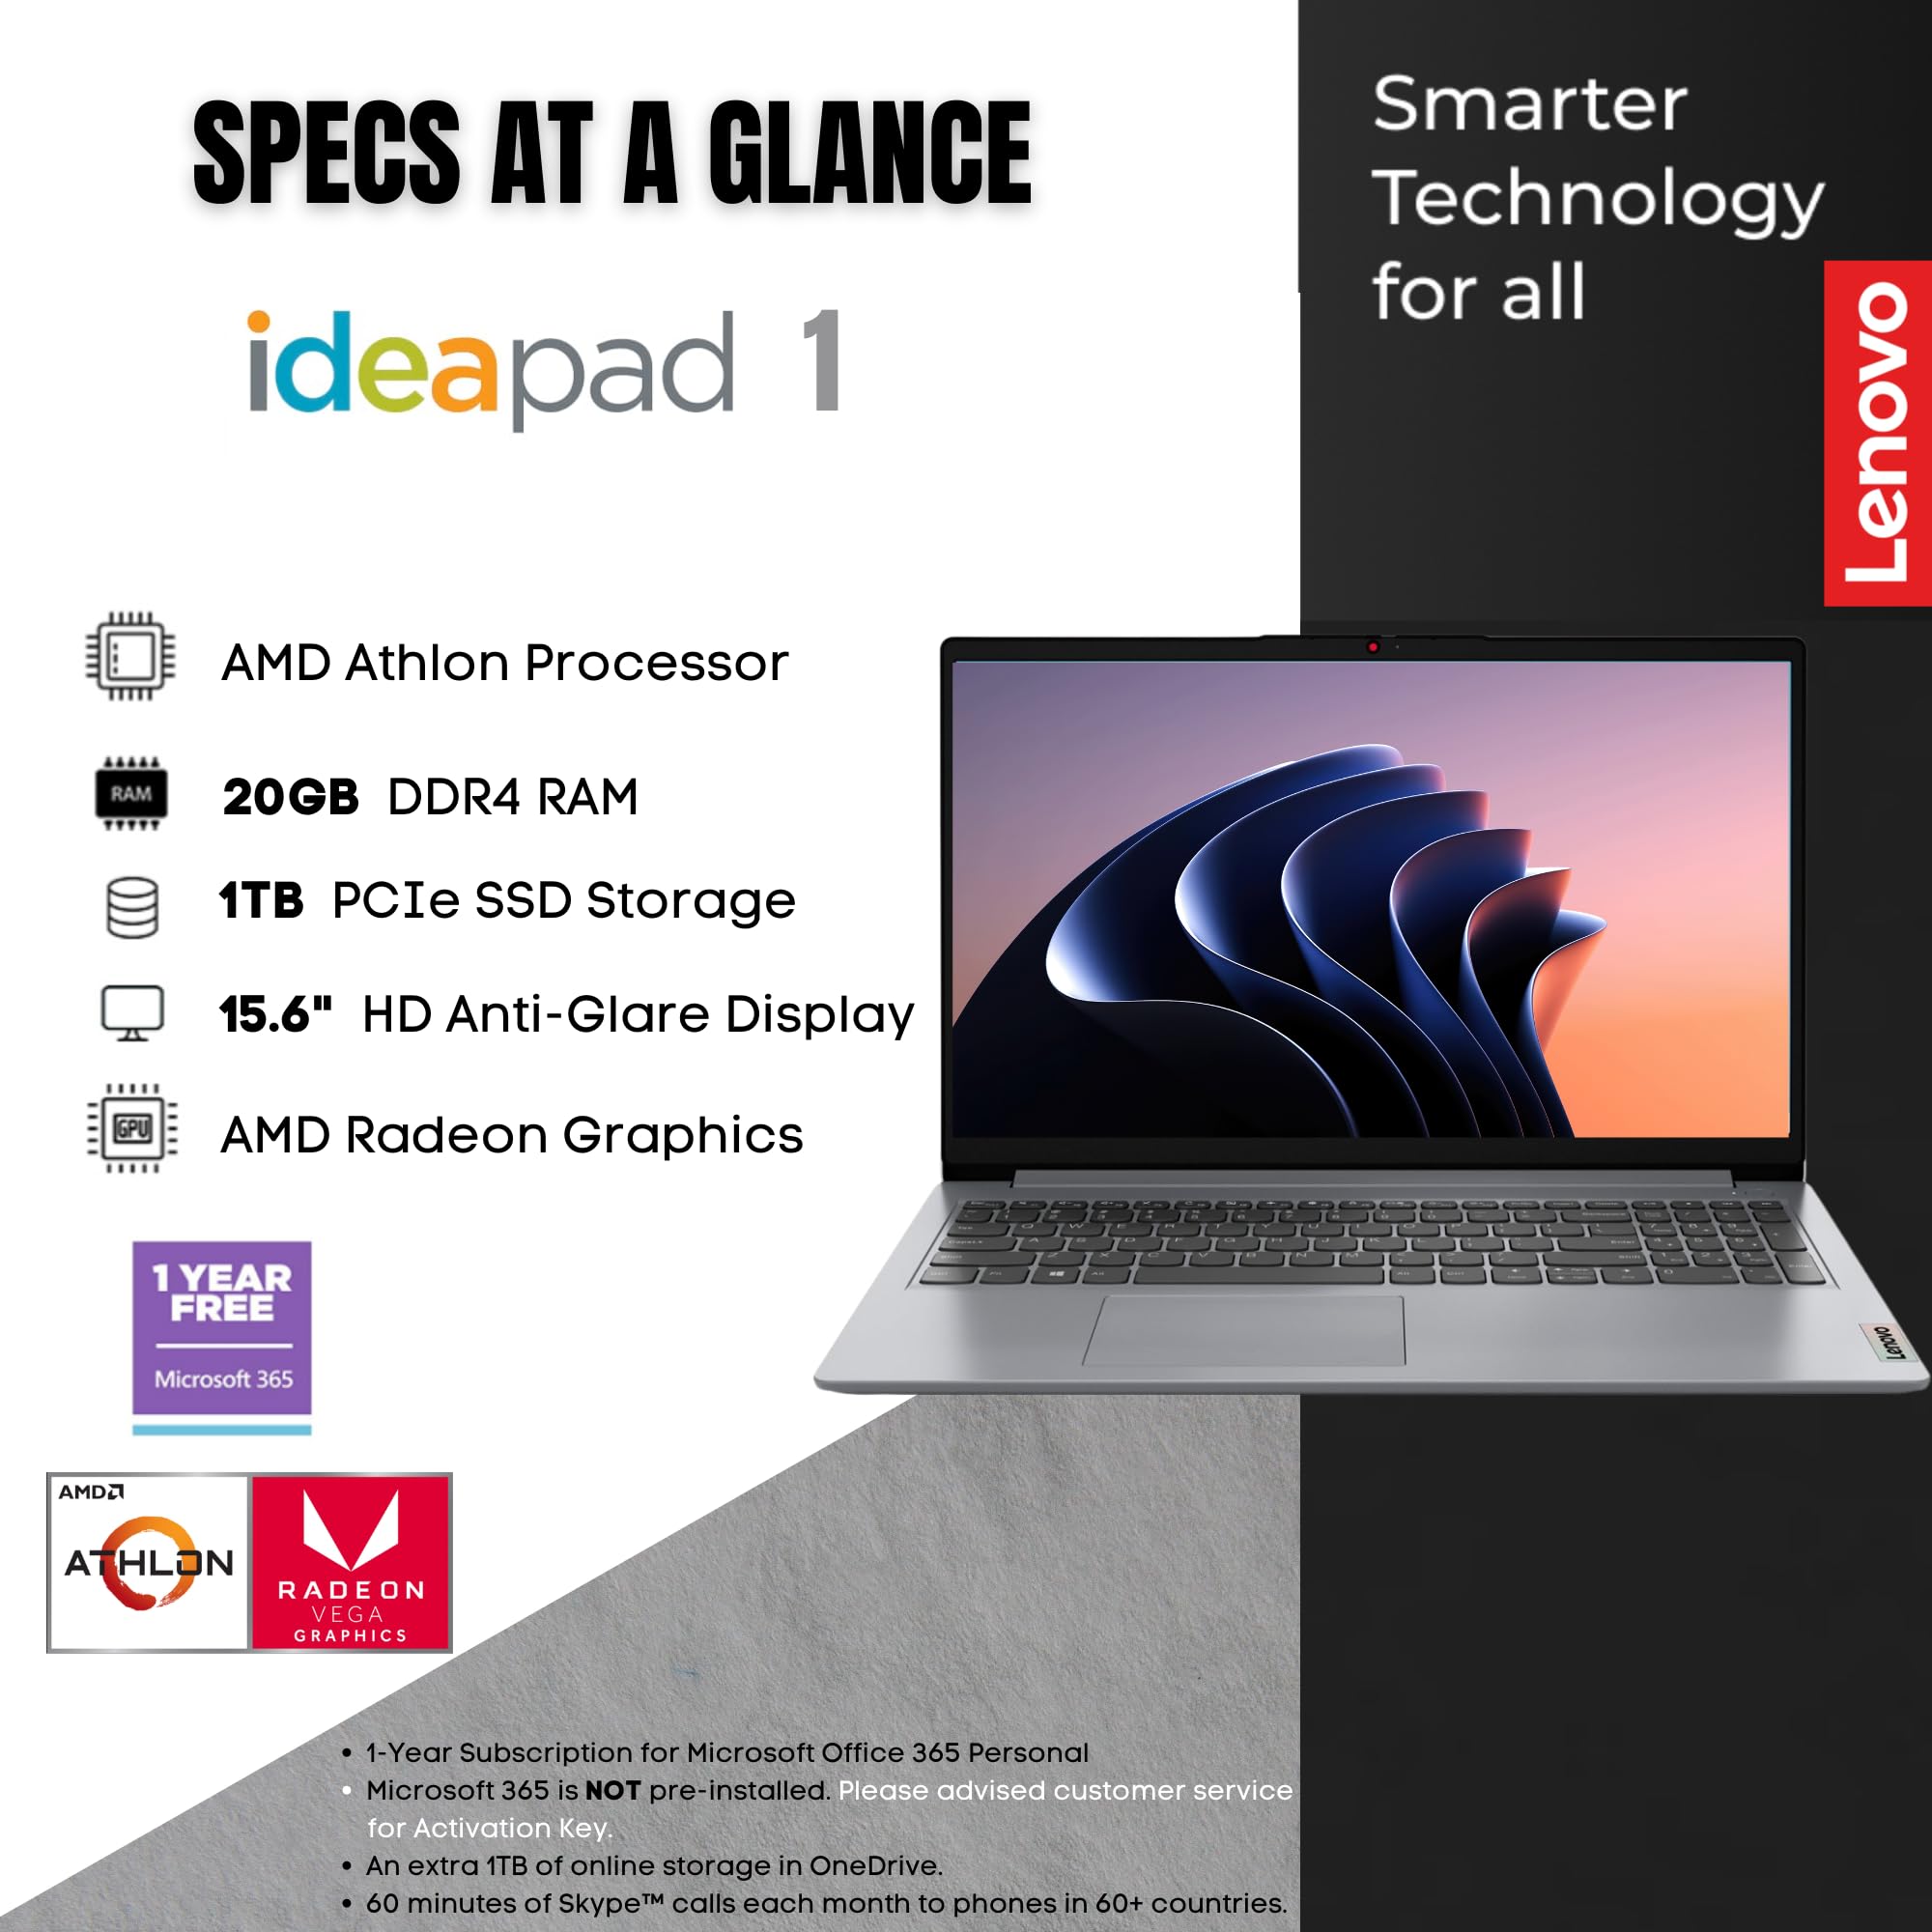 SPECS AT A GLANCE
ideapad 1
Smarter
Technology
for all
Lenovo
AMD Athlon Processor
RAM
20GB DDR4 RAM
1TB PCIe SSD Storage
15.6" HD Anti-Glare Display
GPU
AMD Radeon Graphics
1 YEAR
FREE
Microsoft 365
AMD
ATHLON
RADEON
VEGA
GRAPHICS
Lenovo
• 1-Year Subscription for Microsoft Office 365 Personal
• Microsoft 365 is NOT pre-installed. Please advised customer service
for Activation Key.
• An extra 1TB of online storage in OneDrive.
• 60 minutes of Skype™ calls each month to phones in 60+ countries.